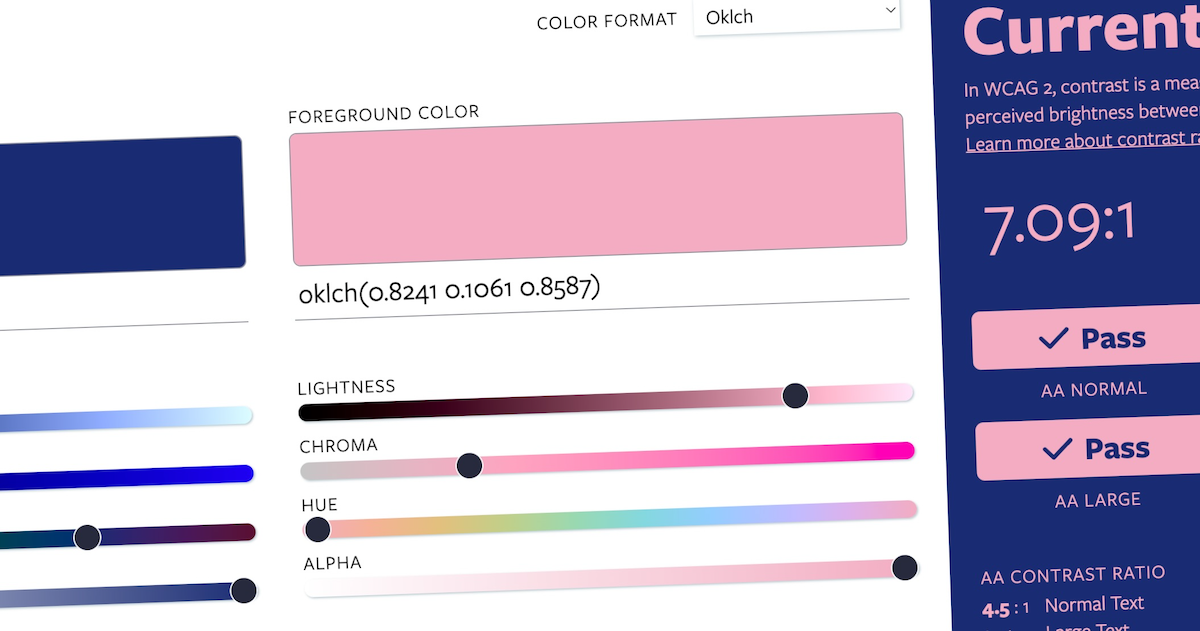 COLOR FORMAT
Oklch
FOREGROUND COLOR
oklch(0.8241 0.1061 0.8587)
LIGHTNESS
CHROMA
HUE
ALPHA
Current
In WCAG 2, contrast is a mea
perceived brightness betwee
Learn more about contrast ra
7.09:1
✓ Pass
AA NORMAL
✓ Pass
AA LARGE
AA CONTRAST RATIO
4.5 : 1 Normal Text
Large Text